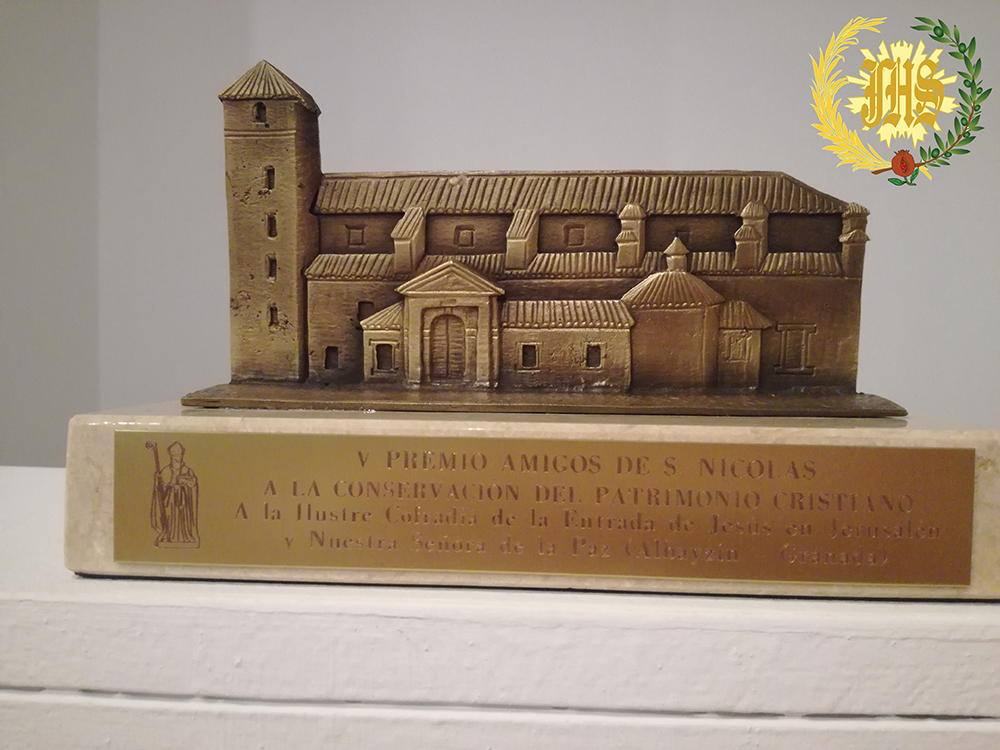 JHS
V PREMIO AMIGOS DE S. NICOLAS
A LA CONSERVACION DEL PATRIMONIO CRISTIANO
A la Ilustre Cofradía de la Entrada de Jesús en Jerusalén
y Nuestra Señora de la Paz (Albayzín Granada)